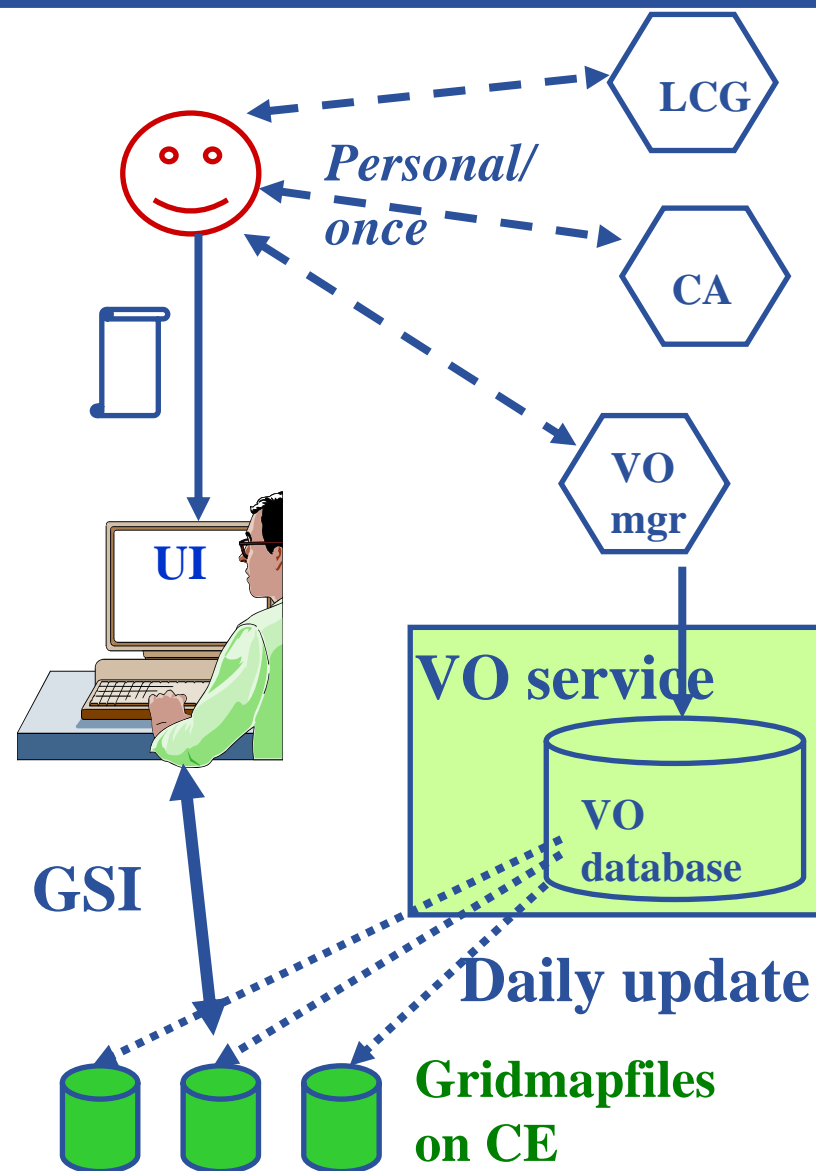 LCG
Personal/
once
CA
VO
mgr
UI
VO service
VO
database
GSI
Daily update
Gridmapfiles
on CE